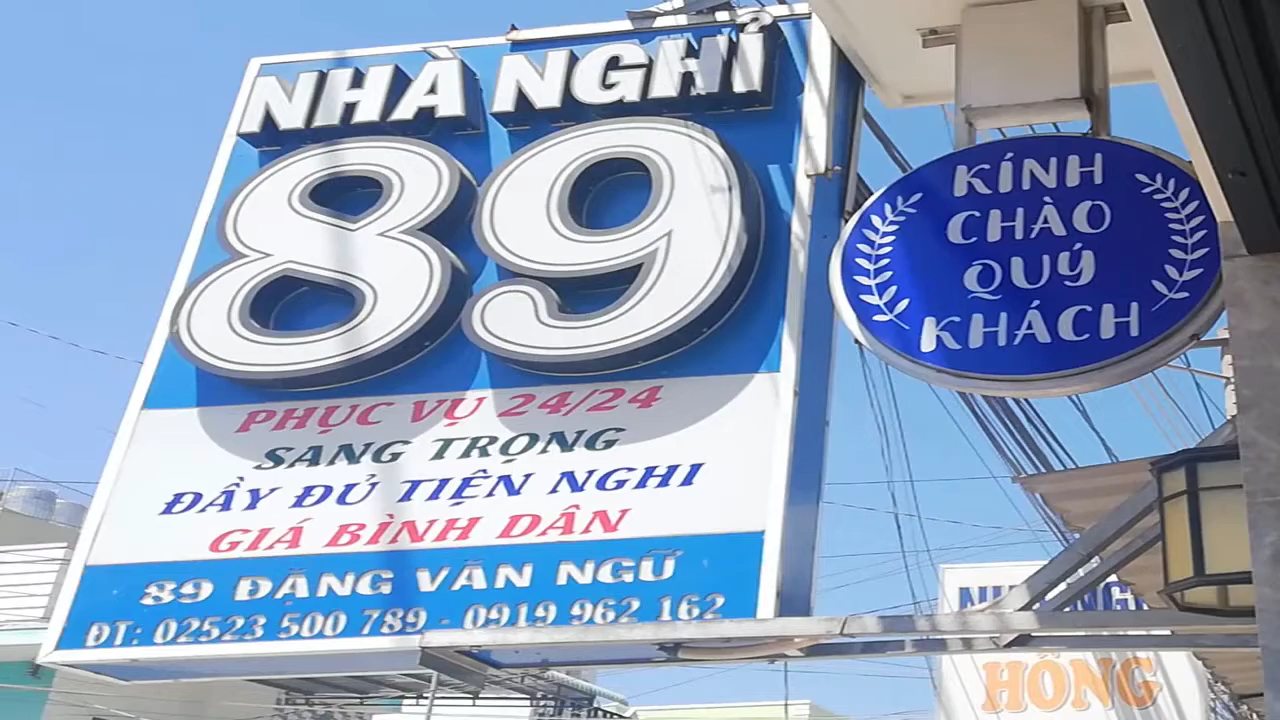 NHÀ NGHỈ
89
PHỤC VỤ 24/24
SANG TRỌNG
ĐẦY ĐỦ TIỆN NGHI
GIÁ BÌNH DÂN
89 ĐẶNG VĂN NGỮ
ĐT: 02523 500 789 - 0919 962 162
KÍNH
CHÀO
QUÝ
KHÁCH
HỒNG